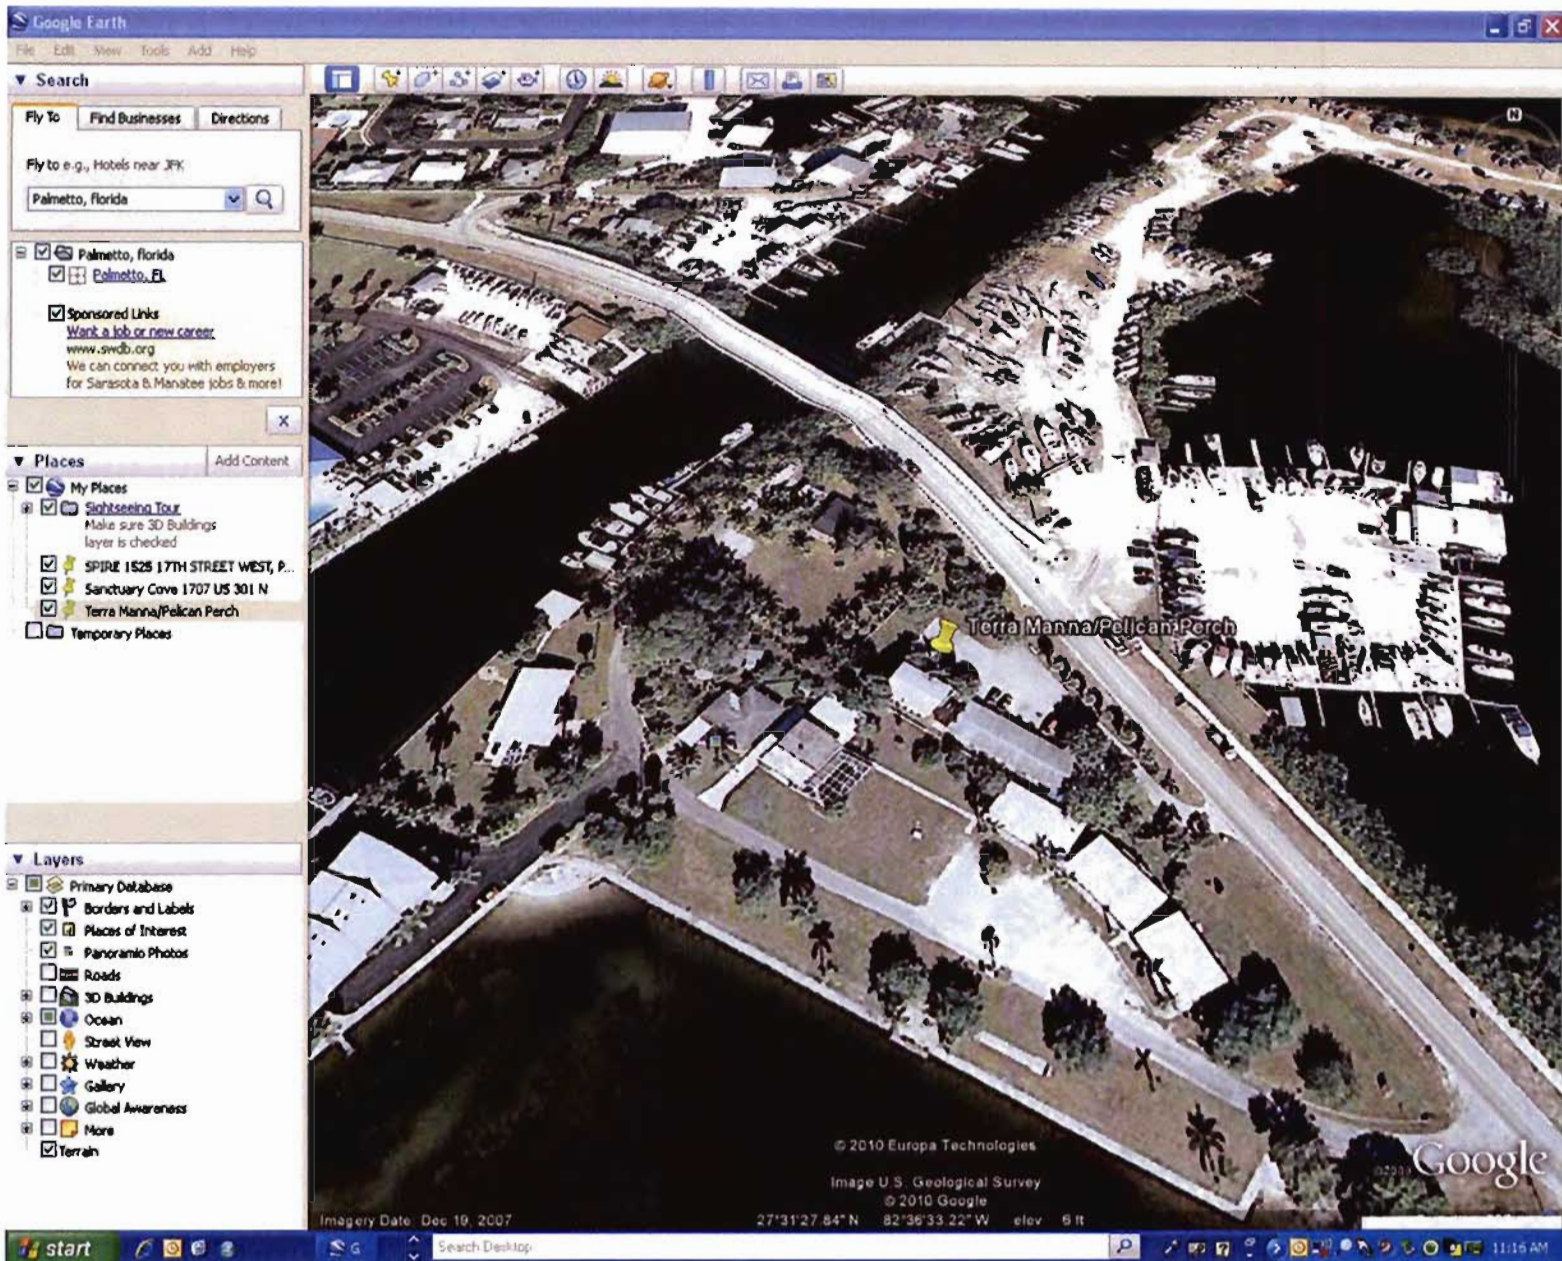 Google Earth
File Edit View Tools Add Help
Search
Fly To Find Businesses Directions
Fly to e.g., Hotels near JFK
Palmetto, florida
Palmetto, florida
Palmetto, FL
Sponsored Links
Want a job or new career
www.swdb.org
We can connect you with employers
for Sarasota & Manatee jobs & more!
Places Add Content
My Places
Sightseeing Tour
Make sure 3D Buildings
layer is checked
SPIRE 1525 17TH STREET WEST, P...
Sanctuary Cove 1707 US 301 N
Terra Manna/Pelican Perch
Temporary Places
Layers
Primary Database
Borders and Labels
Places of Interest
Panoramio Photos
Roads
3D Buildings
Ocean
Street View
Weather
Gallery
Global Awareness
More
Terrain
N
Terra Manna/Pelican Perch
© 2010 Europa Technologies
Image U.S. Geological Survey
© 2010 Google
Google
Imagery Date: Dec 19, 2007
27°31'27.84" N 82°36'33.22" W elev 6 ft
start G Search Desktop 11:16 AM